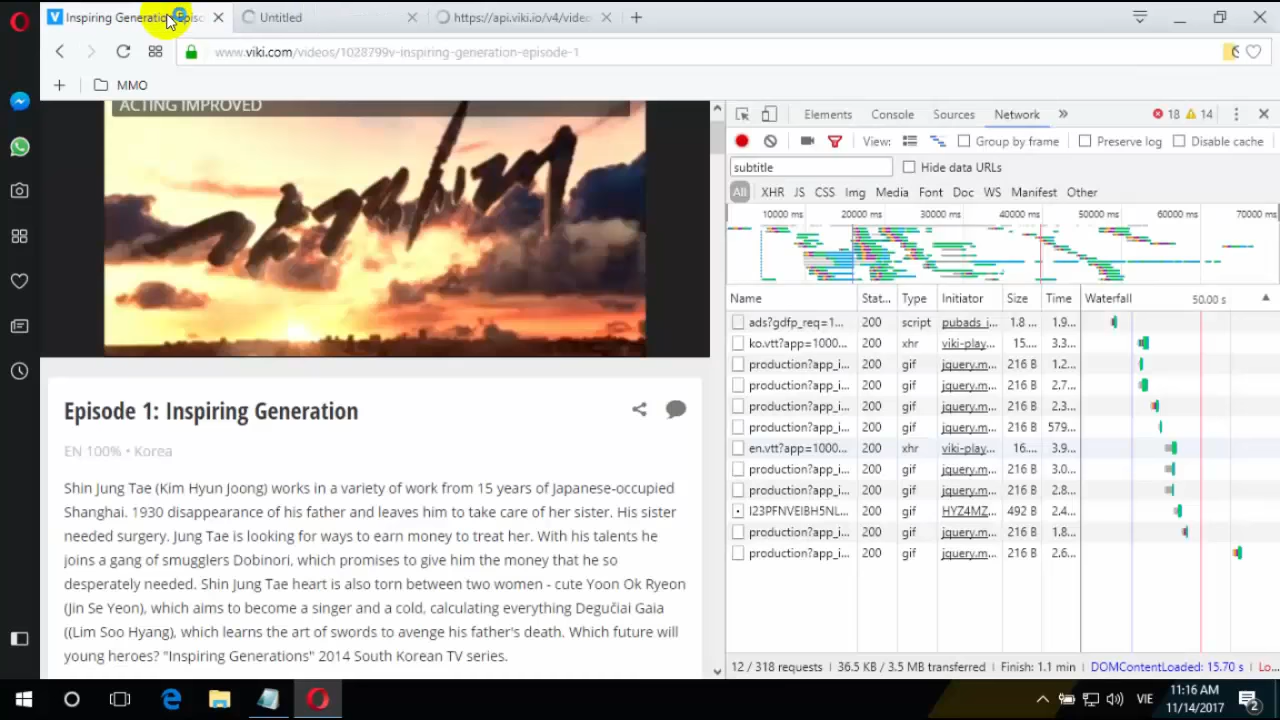 Inspiring Generation Episo
Untitled
https://api.viki.io/v4/video
www.viki.com/videos/1028799v-inspiring-generation-episode-1
MMO
ACTING IMPROVED
Episode 1: Inspiring Generation
EN 100% • Korea
Shin Jung Tae (Kim Hyun Joong) works in a variety of work from 15 years of Japanese-occupied
Shanghai. 1930 disappearance of his father and leaves him to take care of her sister. His sister
needed surgery. Jung Tae is looking for ways to earn money to treat her. With his talents he
joins a gang of smugglers Dobinori, which promises to give him the money that he so
desperately needed. Shin Jung Tae heart is also torn between two women - cute Yoon Ok Ryeon
(Jin Se Yeon), which aims to become a singer and a cold, calculating everything Degučiai Gaia
((Lim Soo Hyang), which learns the art of swords to avenge his father's death. Which future will
young heroes? "Inspiring Generations" 2014 South Korean TV series.
Elements Console Sources Network » 18 14
View: Group by frame Preserve log Disable cache
subtitle Hide data URLs
All XHR JS CSS Img Media Font Doc WS Manifest Other
10000 ms 20000 ms 30000 ms 40000 ms 50000 ms 60000 ms 70000 ms
Name Stat... Type Initiator Size Time Waterfall 50.00 s
ads?gdfp_req=1... 200 script pubads_i... 1.8 ... 1.9...
ko.vtt?app=1000... 200 xhr viki-play... 15.... 3.3...
production?app_i... 200 gif jquery.m... 216 B 1.2...
production?app_i... 200 gif jquery.m... 216 B 2.7...
production?app_i... 200 gif jquery.m... 216 B 2.3...
production?app_i... 200 gif jquery.m... 216 B 579...
en.vtt?app=1000... 200 xhr viki-play... 16.... 3.9...
production?app_i... 200 gif jquery.m... 216 B 3.0...
production?app_i... 200 gif jquery.m... 216 B 2.8...
I23PFNVEIBH5NL... 200 gif HYZ4MZ... 492 B 2.4...
production?app_i... 200 gif jquery.m... 216 B 1.8...
production?app_i... 200 gif jquery.m... 216 B 2.6...
12 / 318 requests | 36.5 KB / 3.5 MB transferred | Finish: 1.1 min | DOMContentLoaded: 15.70 s | Lo...
VIE
11:16 AM
11/14/2017
2